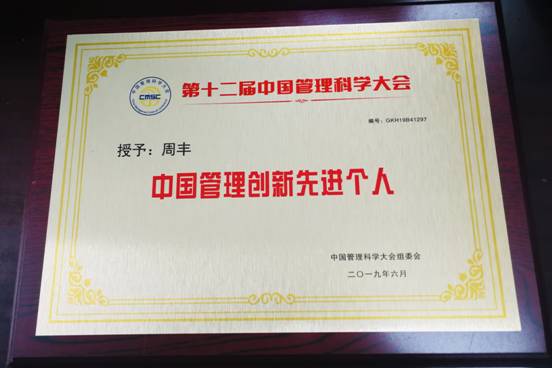 CMSC
第十二届中国管理科学大会
编号：GKH19B41297
授予：周丰
中国管理创新先进个人
中国管理科学大会组委会
二〇一九年六月